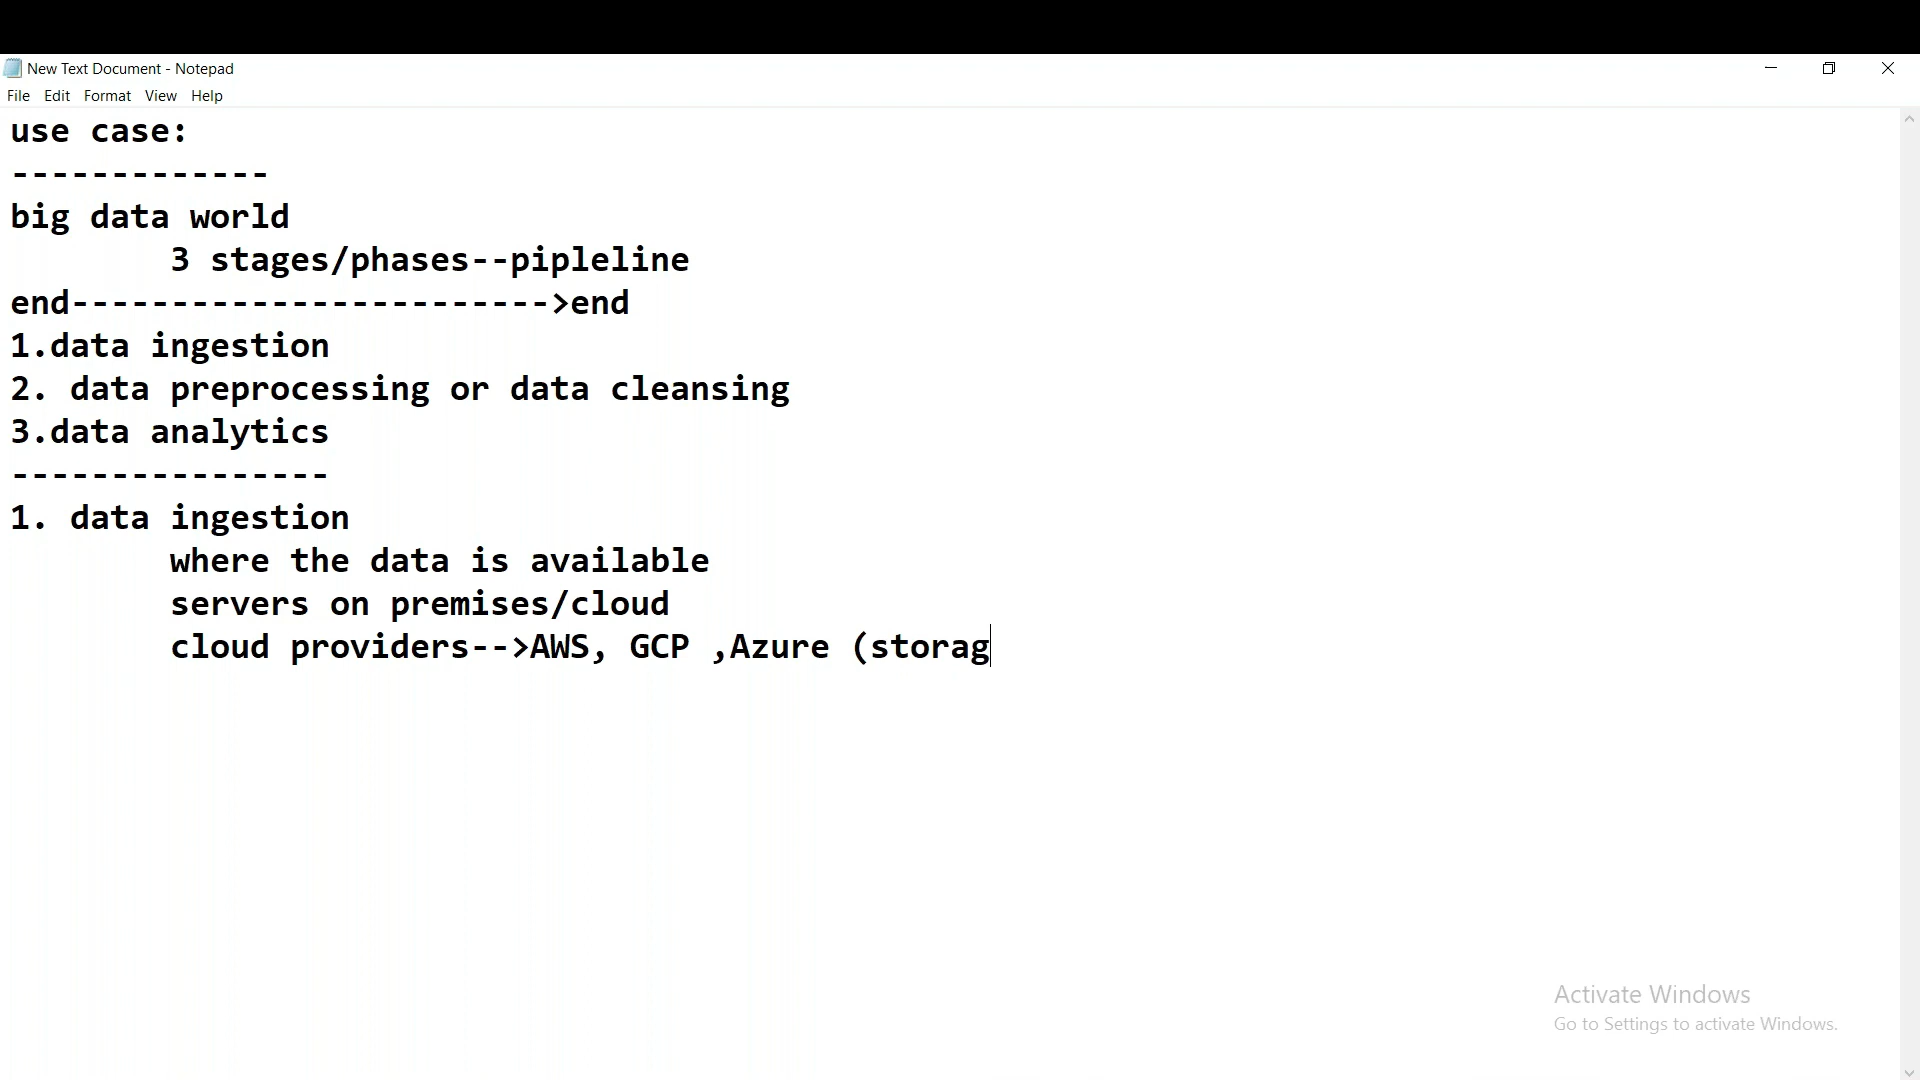 New Text Document - Notepad
File Edit Format View Help
use case:
-------------
big data world
3 stages/phases--pipleline
end------------------------>end
1.data ingestion
2. data preprocessing or data cleansing
3.data analytics
----------------
1. data ingestion
where the data is available
servers on premises/cloud
cloud providers-->AWS, GCP ,Azure (storag
Activate Windows
Go to Settings to activate Windows.